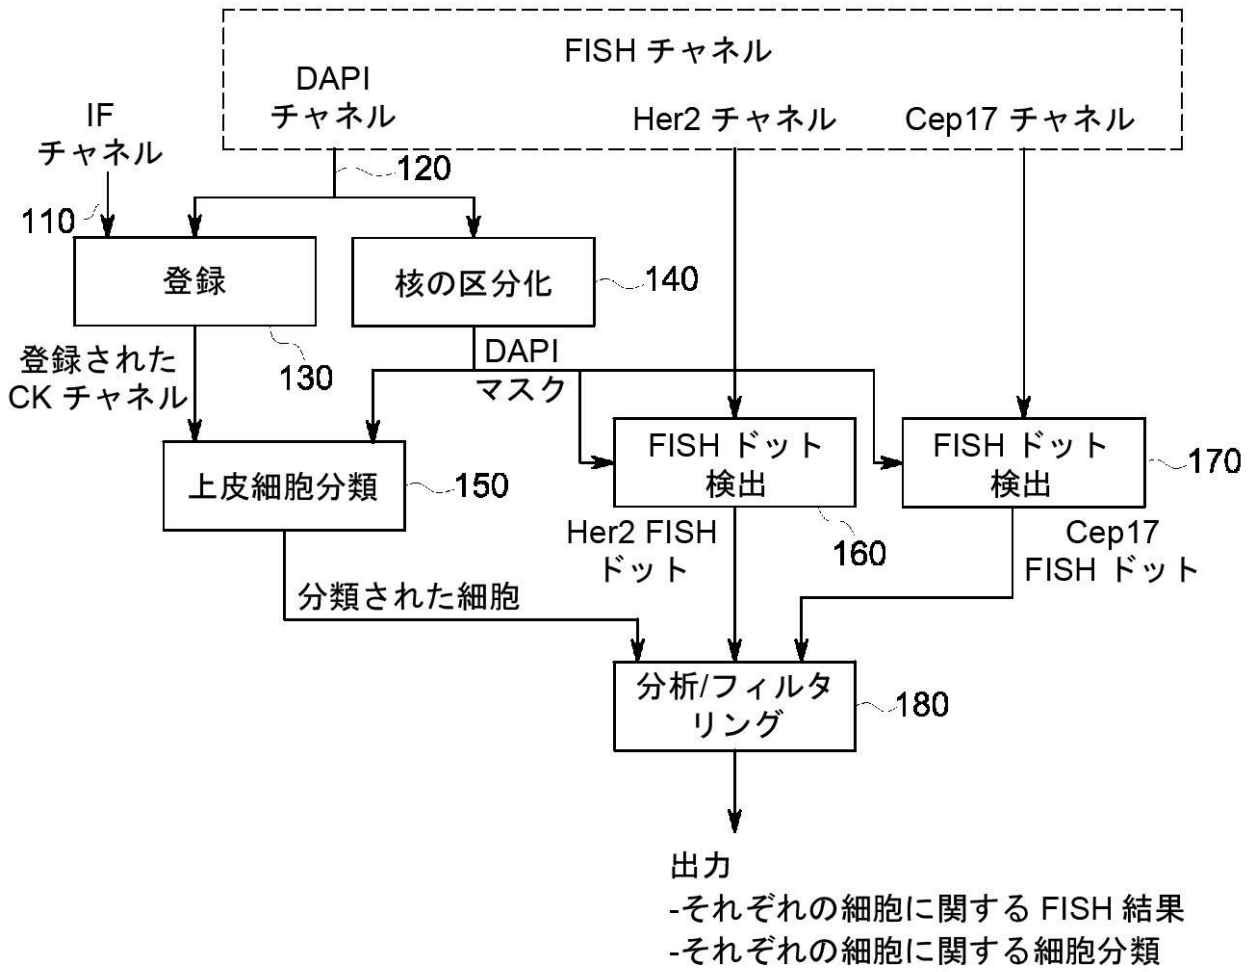 FISH チャネル
DAPI
チャネル
IF
チャネル
Her2 チャネル
Cep17 チャネル
120
110
登録
核の区分化
140
130
登録された
CK チャネル
DAPI
マスク
上皮細胞分類
150
FISH ドット
検出
160
FISH ドット
検出
170
Her2 FISH
ドット
Cep17
FISH ドット
分類された細胞
分析/フィルタ
リング
180
出力
-それぞれの細胞に関する FISH 結果
-それぞれの細胞に関する細胞分類